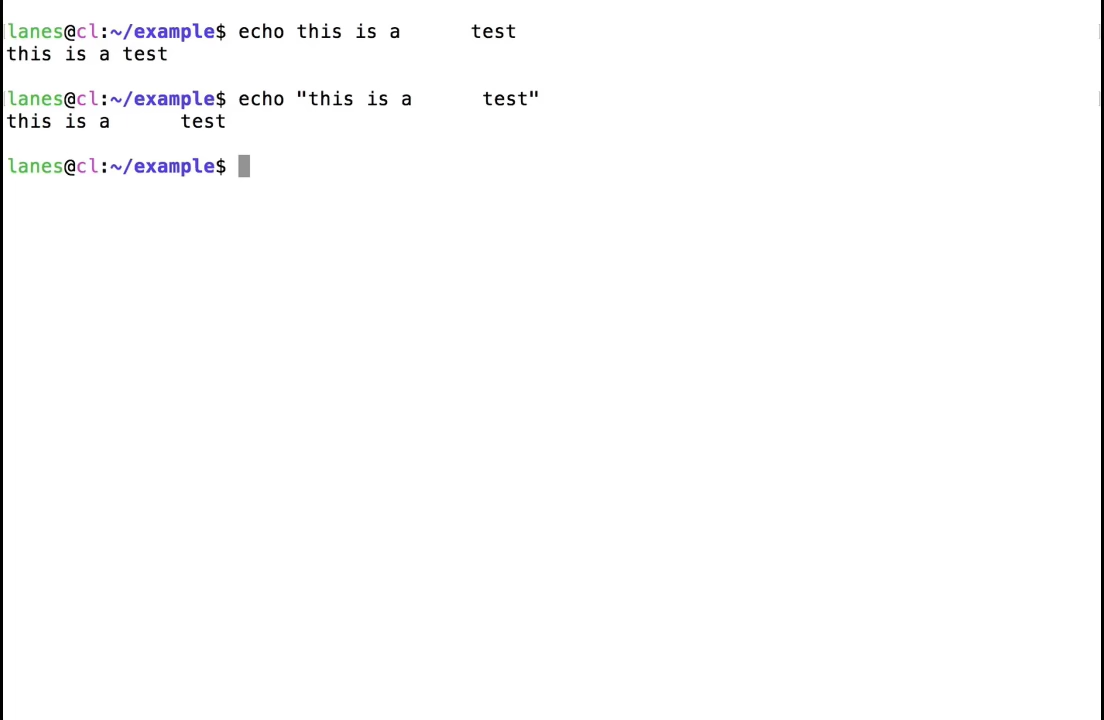 lanes@cl:~/example$ echo this is a      test
this is a test
lanes@cl:~/example$ echo "this is a      test"
this is a      test
lanes@cl:~/example$